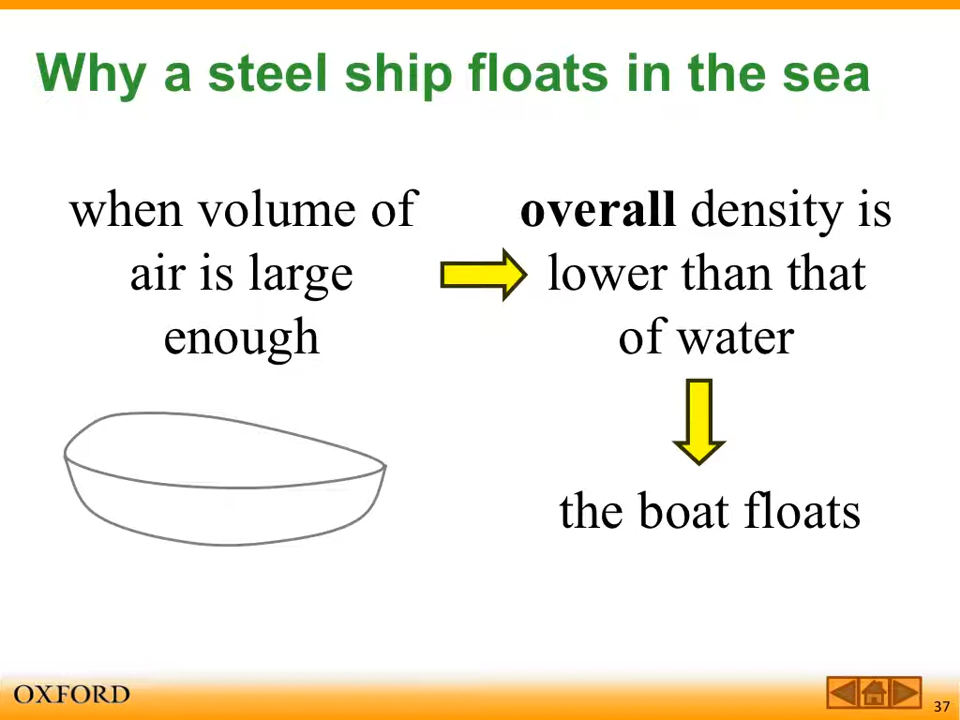 Why a steel ship floats in the sea
when volume of
air is large
enough
overall density is
lower than that
of water
the boat floats
OXFORD
37